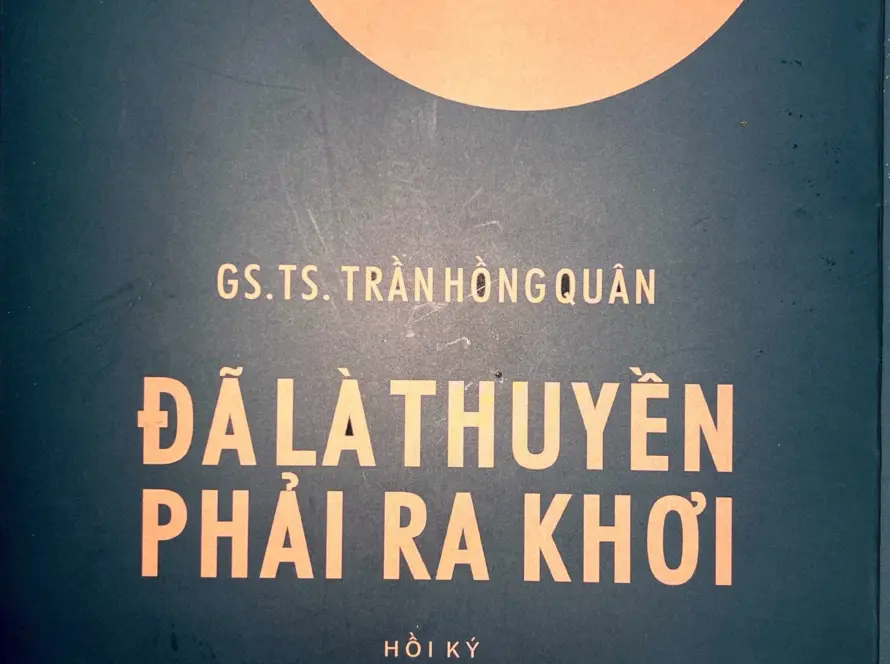 GS.TS. TRẦN HỒNG QUÂN
ĐÃ LÀ THUYỀN
PHẢI RA KHƠI
HỒI KÝ